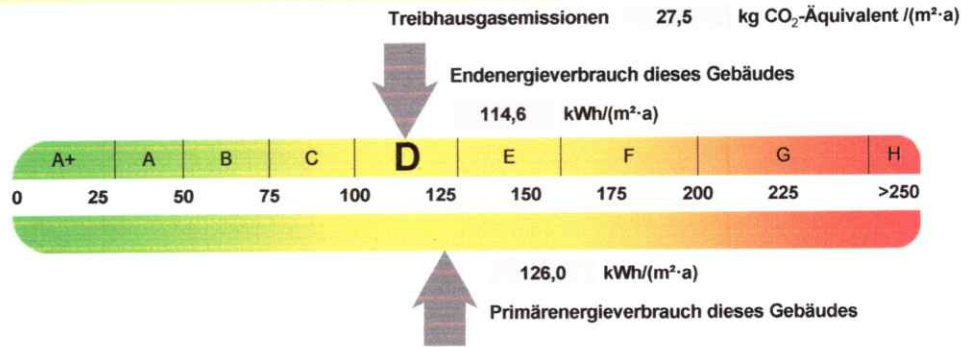 Treibhausgasemissionen 27,5 kg CO₂-Äquivalent /(m²·a)
Endenergieverbrauch dieses Gebäudes
114,6 kWh/(m²·a)
A+ A B C D E F G H
0 25 50 75 100 125 150 175 200 225 >250
126,0 kWh/(m²·a)
Primärenergieverbrauch dieses Gebäudes